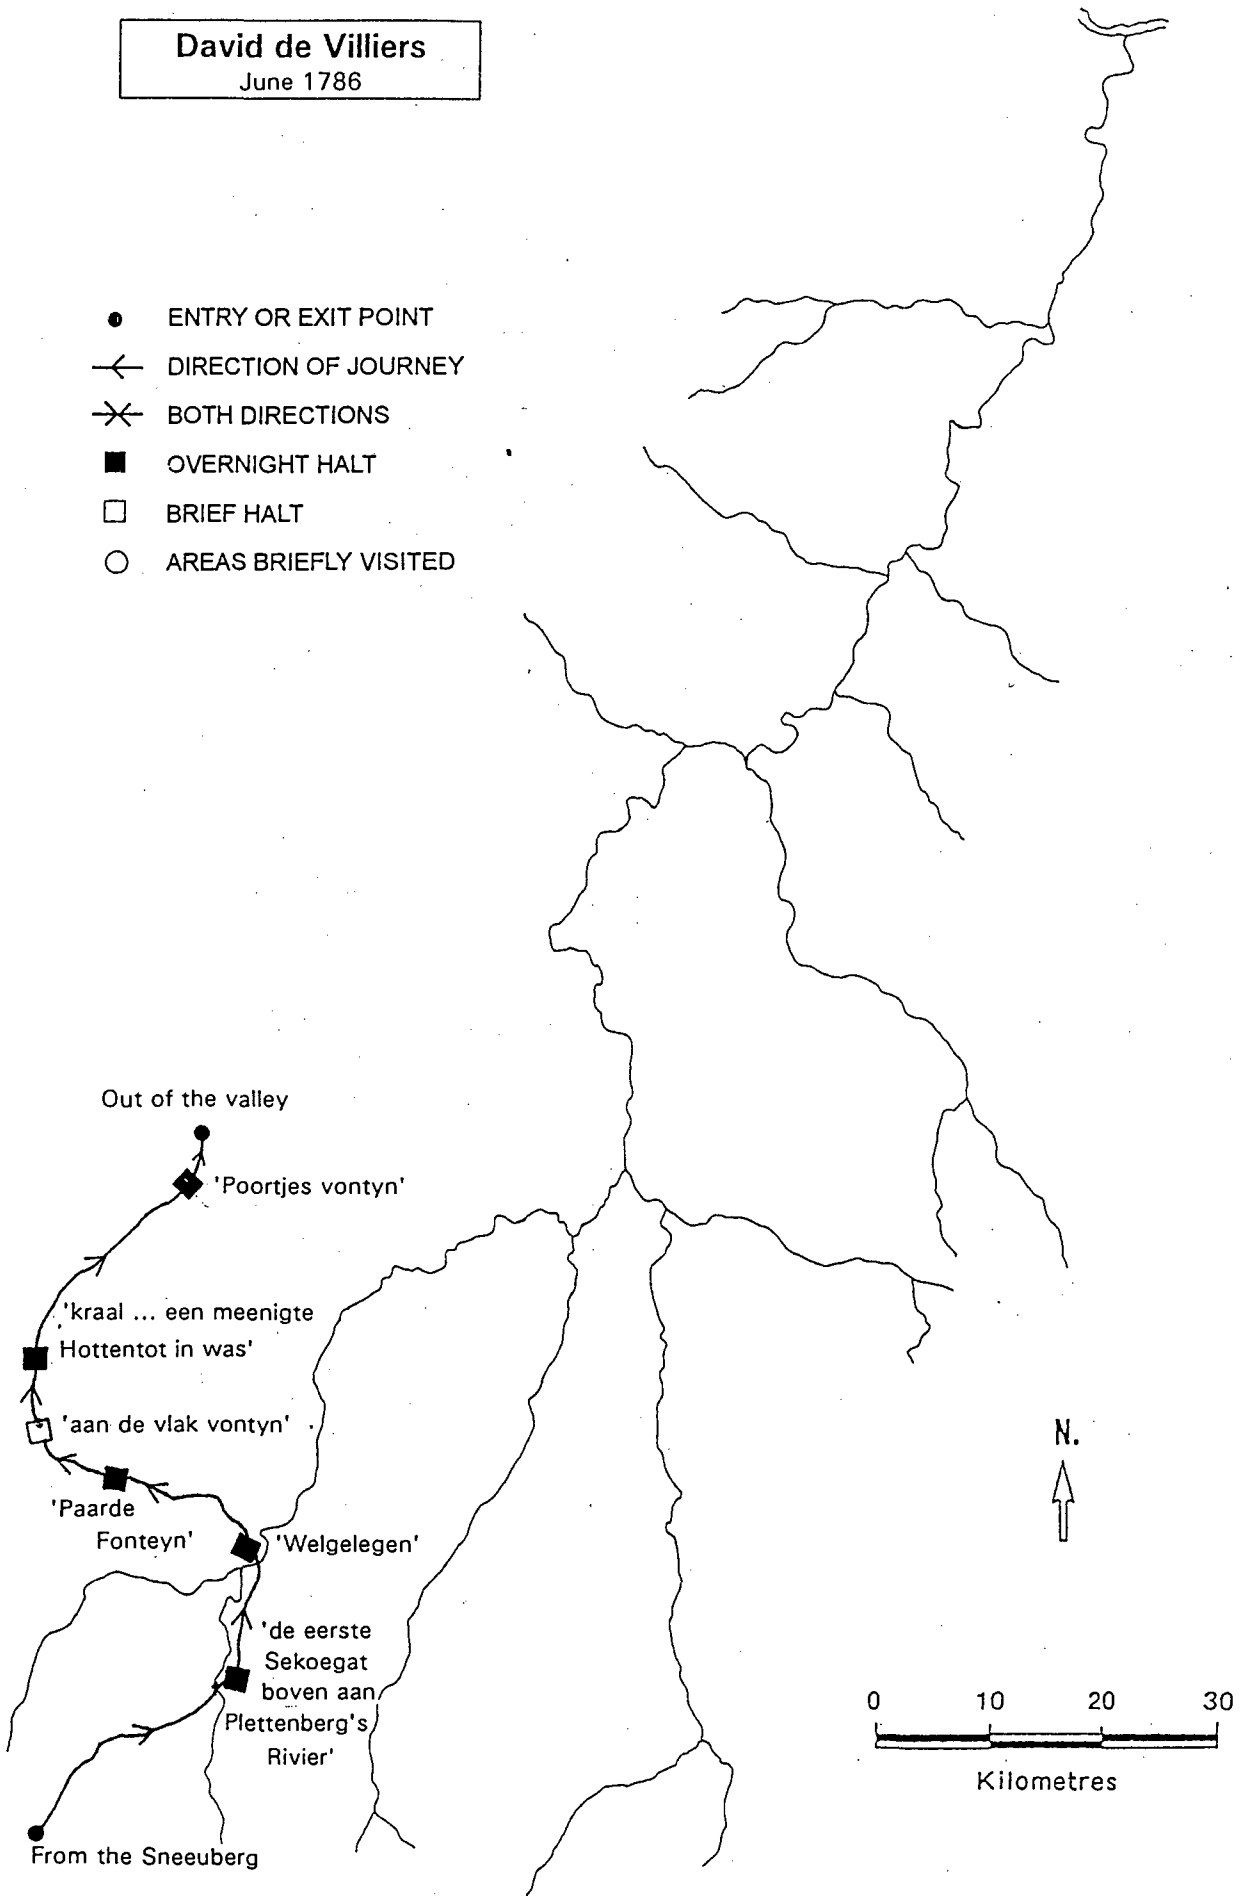 David de Villiers
June 1786
ENTRY OR EXIT POINT
DIRECTION OF JOURNEY
BOTH DIRECTIONS
OVERNIGHT HALT
BRIEF HALT
AREAS BRIEFLY VISITED
Out of the valley
'Poortjes vontyn'
'kraal ... een meenigte
Hottentot in was'
'aan de vlak vontyn'
'Paarde
Fonteyn'
'Welgelegen'
'de eerste
Sekoegat
boven aan
Plettenberg's
Rivier'
From the Sneeuberg
N.
0 10 20 30
Kilometres